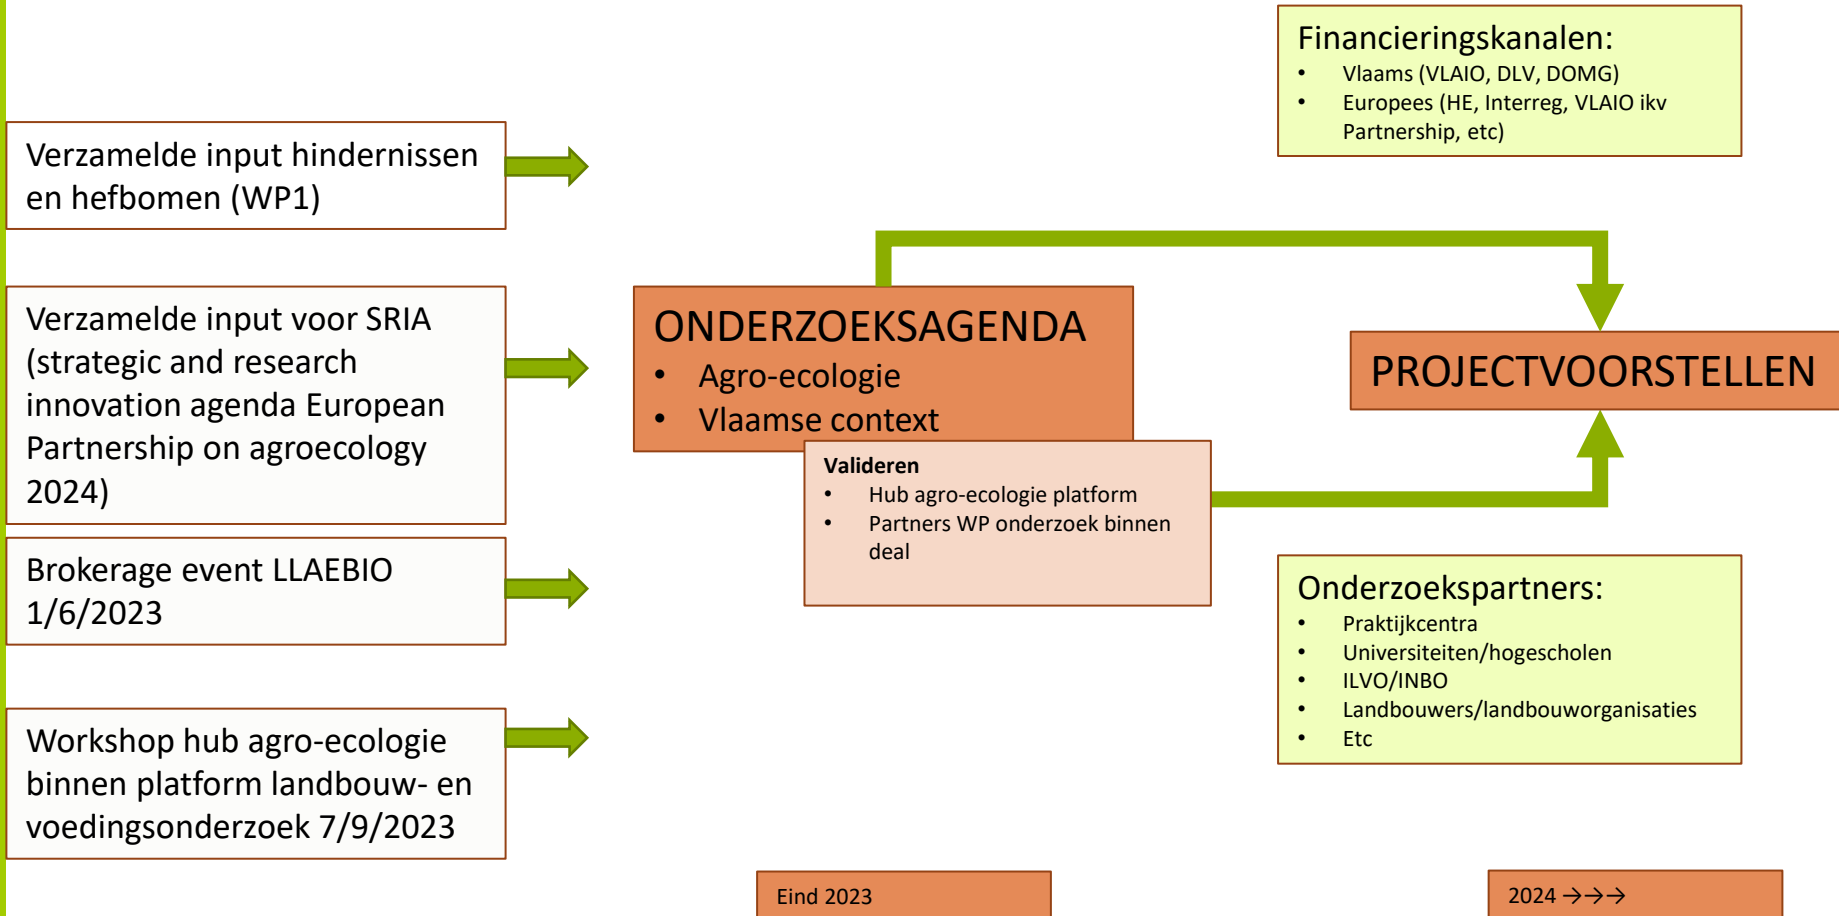 Verzamelde input hindernissen
en hefbomen (WP1)
Verzamelde input voor SRIA
(strategic and research
innovation agenda European
Partnership on agroecology
2024)
Brokerage event LLAEBIO
1/6/2023
Workshop hub agro-ecologie
binnen platform landbouw- en
voedingsonderzoek 7/9/2023
ONDERZOEKSAGENDA
• Agro-ecologie
• Vlaamse context
Valideren
• Hub agro-ecologie platform
• Partners WP onderzoek binnen
deal
Eind 2023
Financieringskanalen:
• Vlaams (VLAIO, DLV, DOMG)
• Europees (HE, Interreg, VLAIO ikv
Partnership, etc)
PROJECTVOORSTELLEN
Onderzoekspartners:
• Praktijkcentra
• Universiteiten/hogescholen
• ILVO/INBO
• Landbouwers/landbouworganisaties
• Etc
2024 →→→